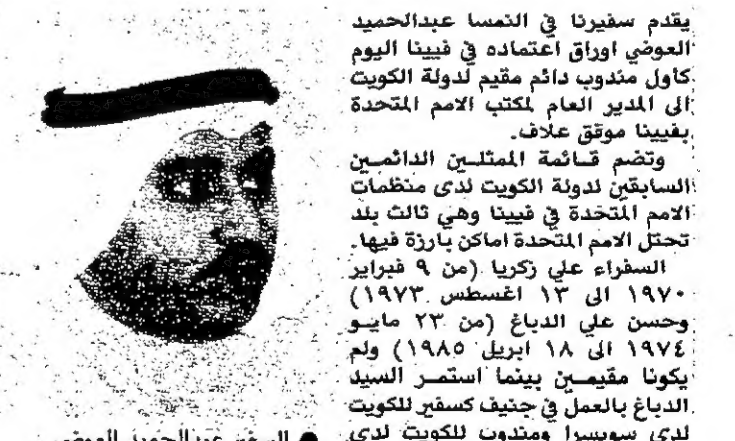 يقدم سفيرنا في النمسا عبدالحميد
العوضي اوراق اعتماده في فيينا اليوم
كأول مندوب دائم مقيم لدولة الكويت
الى المدير العام لمكتب الامم المتحدة
بفيينا موفق علاف.
وتضم قائمة الممثلين الدائمين
السابقين لدولة الكويت لدى منظمات
الامم المتحدة في فيينا وهي ثالث بلد
تحتل الامم المتحدة اماكن بارزة فيها.
السفراء علي زكريا (من ٩ فبراير
١٩٧٠ الى ١٣ اغسطس ١٩٧٣)
وحسن علي الدباغ (من ٢٣ مايو
١٩٧٤ الى ١٨ ابريل ١٩٨٥) ولم
يكونا مقيمين بينما استمر السيد
الدباغ بالعمل في جنيف كسفير للكويت
لدى سويسرا ومندوب للكويت لدى
● السفير عبدالحميد العوضي